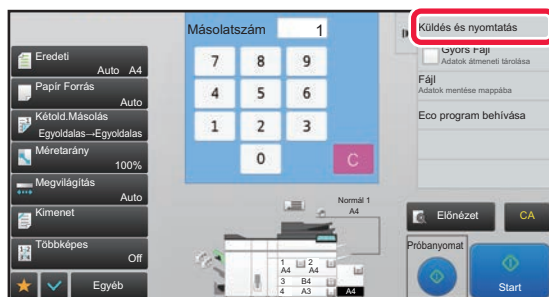 Másolatszám 1
Küldés és nyomtatás
Gyors Fájl
Adatok átmeneti tárolása
Fájl
Adatok mentése mappába
Eco program behívása
Eredeti
Auto A4
Papír Forrás
Auto
Kétold.Másolás
Egyoldalas→Egyoldalas
Méretarány
100%
Megvilágítás
Auto
Kimenet
Többképes
Off
Egyéb
7 8 9
4 5 6
1 2 3
0 C
Normál 1
A4
1 2
A4 A4
3 B4
4 A3 A4
Előnézet CA
Próbanyomat
Start